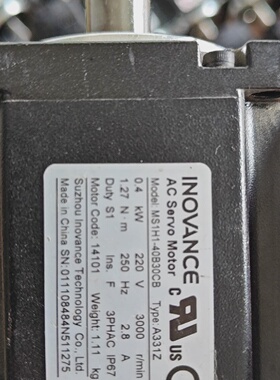 INOVANCE
AC Servo Motor
c UL US
Model: MS1H1-40B30CB Type: A331Z
0.4 kW 220 V 3000 r/min
1.27 N·m 250 Hz 2.8 A
Duty S1 Ins. F 3PHAC IP67
Motor Code: 14101 Weight: 1.11 kg
Suzhou Inovance Technology Co., Ltd.
Made in China SN: 011108484N511275